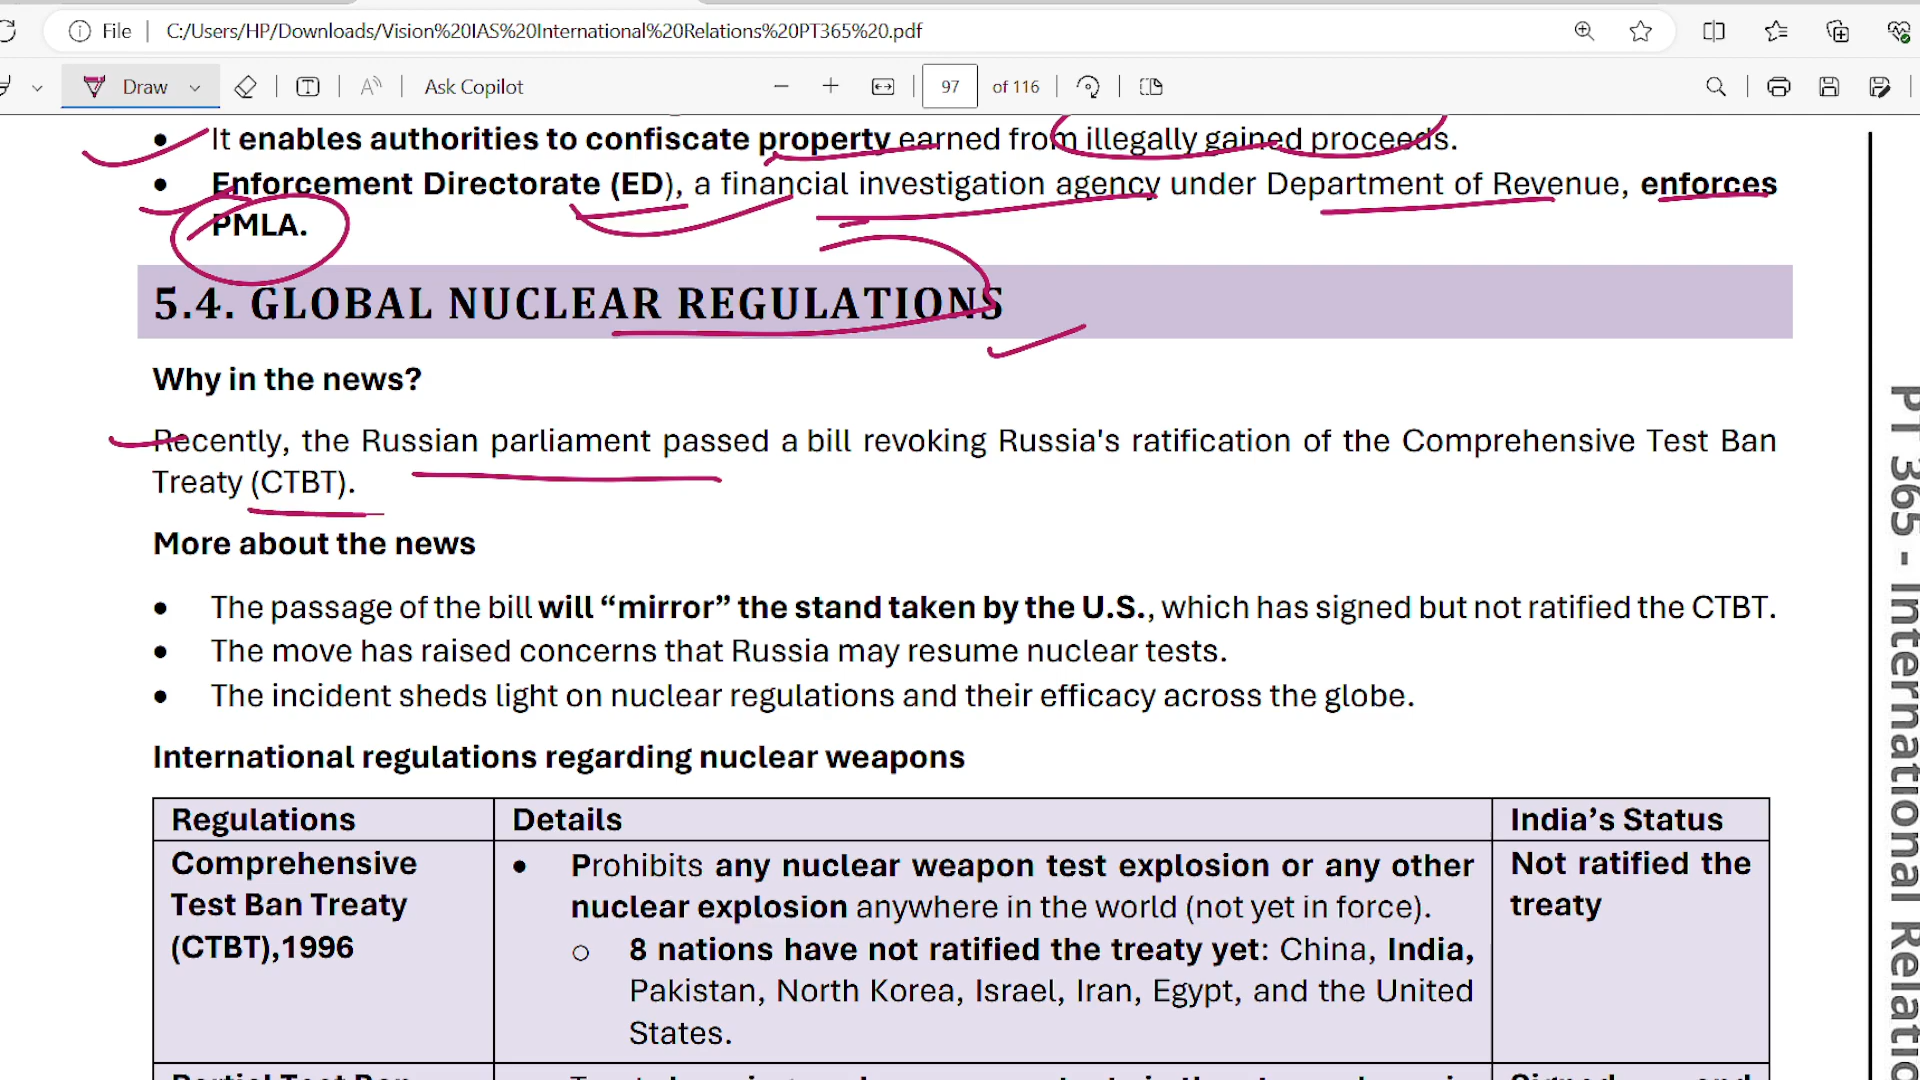 File
C:/Users/HP/Downloads/Vision%20IAS%20International%20Relations%20PT365%20.pdf
Draw
Ask Copilot
97 of 116
• It enables authorities to confiscate property earned from illegally gained proceeds.
• Enforcement Directorate (ED), a financial investigation agency under Department of Revenue, enforces
PMLA.
5.4. GLOBAL NUCLEAR REGULATIONS
Why in the news?
Recently, the Russian parliament passed a bill revoking Russia's ratification of the Comprehensive Test Ban
Treaty (CTBT).
More about the news
• The passage of the bill will “mirror” the stand taken by the U.S., which has signed but not ratified the CTBT.
• The move has raised concerns that Russia may resume nuclear tests.
• The incident sheds light on nuclear regulations and their efficacy across the globe.
International regulations regarding nuclear weapons
Regulations
Details
India’s Status
Comprehensive
Test Ban Treaty
(CTBT),1996
• Prohibits any nuclear weapon test explosion or any other
nuclear explosion anywhere in the world (not yet in force).
o 8 nations have not ratified the treaty yet: China, India,
Pakistan, North Korea, Israel, Iran, Egypt, and the United
States.
Not ratified the
treaty
PT 365 - International